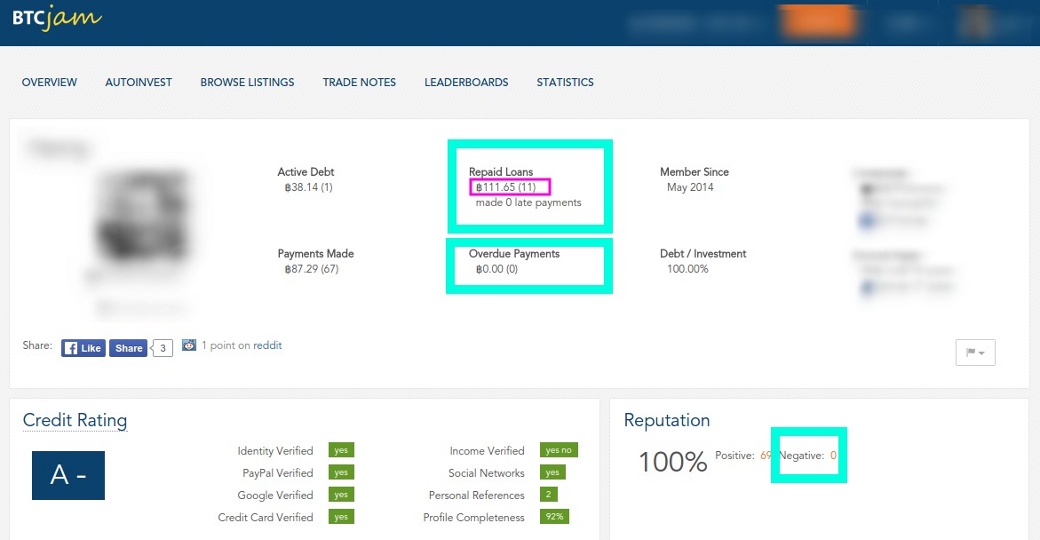 BTCjam
OVERVIEW AUTOINVEST BROWSE LISTINGS TRADE NOTES LEADERBOARDS STATISTICS
Active Debt
฿38.14 (1)
Repaid Loans
฿111.65 (11)
made 0 late payments
Member Since
May 2014
Payments Made
฿87.29 (67)
Overdue Payments
฿0.00 (0)
Debt / Investment
100.00%
Share: Like Share 3 1 point on reddit
Credit Rating
A -
Identity Verified yes
PayPal Verified yes
Google Verified yes
Credit Card Verified yes
Income Verified yes no
Social Networks yes
Personal References 2
Profile Completeness 92%
Reputation
100% Positive: 69 Negative: 0